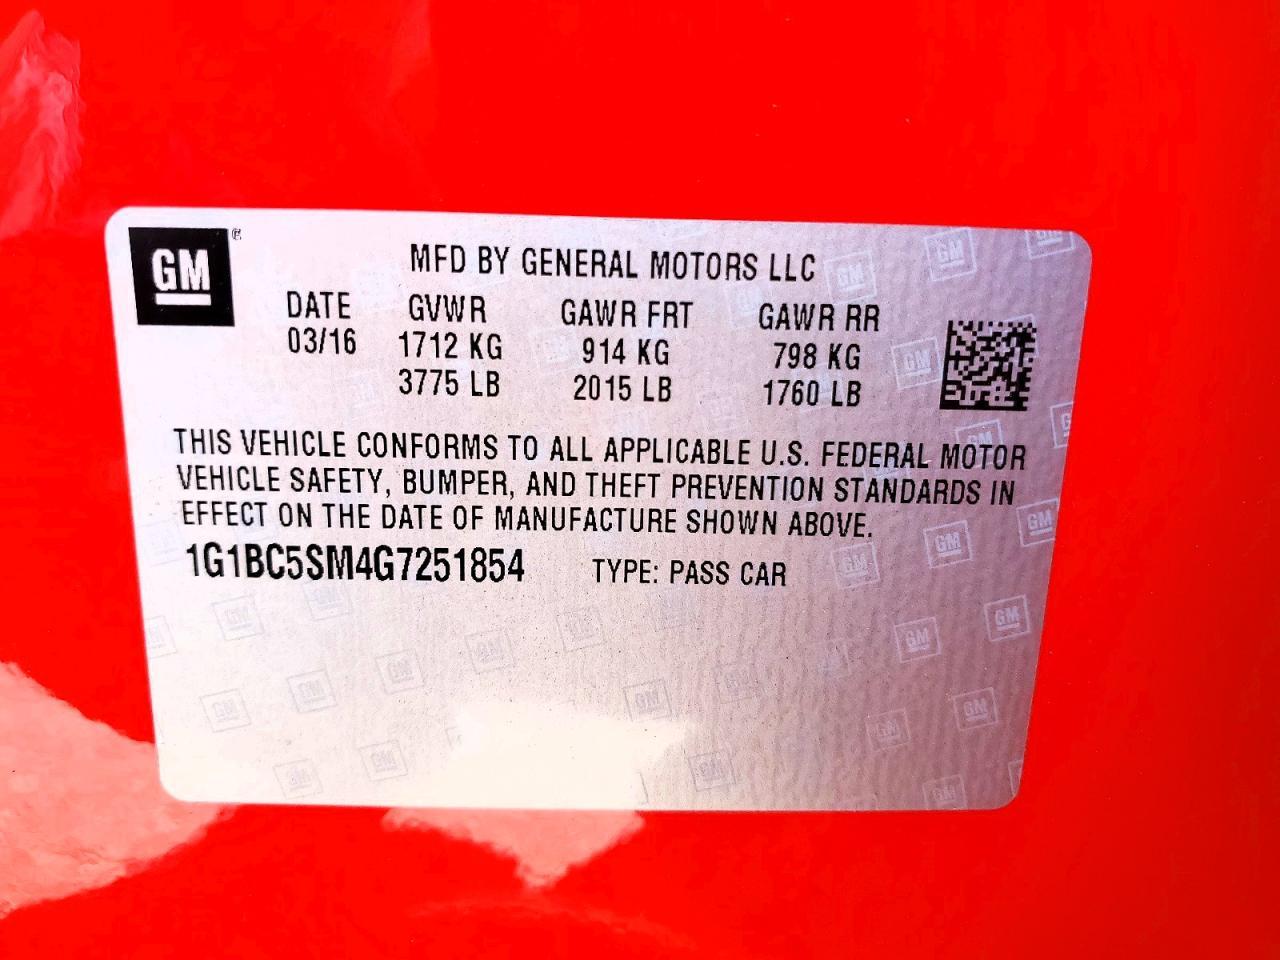 GM
MFD BY GENERAL MOTORS LLC
DATE GVWR GAWR FRT GAWR RR
03/16 1712 KG 914 KG 798 KG
3775 LB 2015 LB 1760 LB
THIS VEHICLE CONFORMS TO ALL APPLICABLE U.S. FEDERAL MOTOR
VEHICLE SAFETY, BUMPER, AND THEFT PREVENTION STANDARDS IN
EFFECT ON THE DATE OF MANUFACTURE SHOWN ABOVE.
1G1BC5SM4G7251854 TYPE: PASS CAR